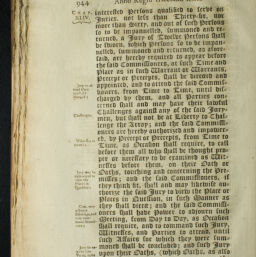 944 Anno Regni
interested Persons qualified to serve on
Juries, not less than Thirty-six, nor
more than Sixty, and out of such Persons
so to be impannelled, summoned and re-
turned, a Jury of Twelve Persons shall
be sworn, which Persons so to be impan-
nelled, summoned and returned, as afore-
said, are hereby required to appear before
the said Commissioners, at such Time and
Place as in such Warrant or Warrants,
Precept or Precepts, shall be directed and
appointed, and to attend the said Commis-
sioners, from Time to Time, until dis-
charged by them, and all Parties con-
cerned shall and may have their lawful
Challenges against any of the said Jury-
men, but shall not be at Liberty to Chal-
lenge the Array; and the said Commissi-
oners are hereby authorized and impower-
ed, by Precept or Precepts, from Time to
Time, as Occasion shall require, to call
before them all who shall be thought pro-
per or necessary to be examined as Wit-
nesses before them, on their Oath or
Oaths, touching and concerning the Pre-
misses; and the said Commissioners, if
they think fit, shall and may likewise au-
thorize the said Jury to view the Place or
Places in Question, in such Manner as
they shall direct; and the said Commissi-
oners shall have Power to adjourn such
Meeting, from Day to Day, as Occasion
shall require, and to command such Jury,
Witnesses, and Parties to attend, until
such Affairs for which they were sum-
moned shall be concluded; and such Jury
upon their Oaths, (which Oaths, as also